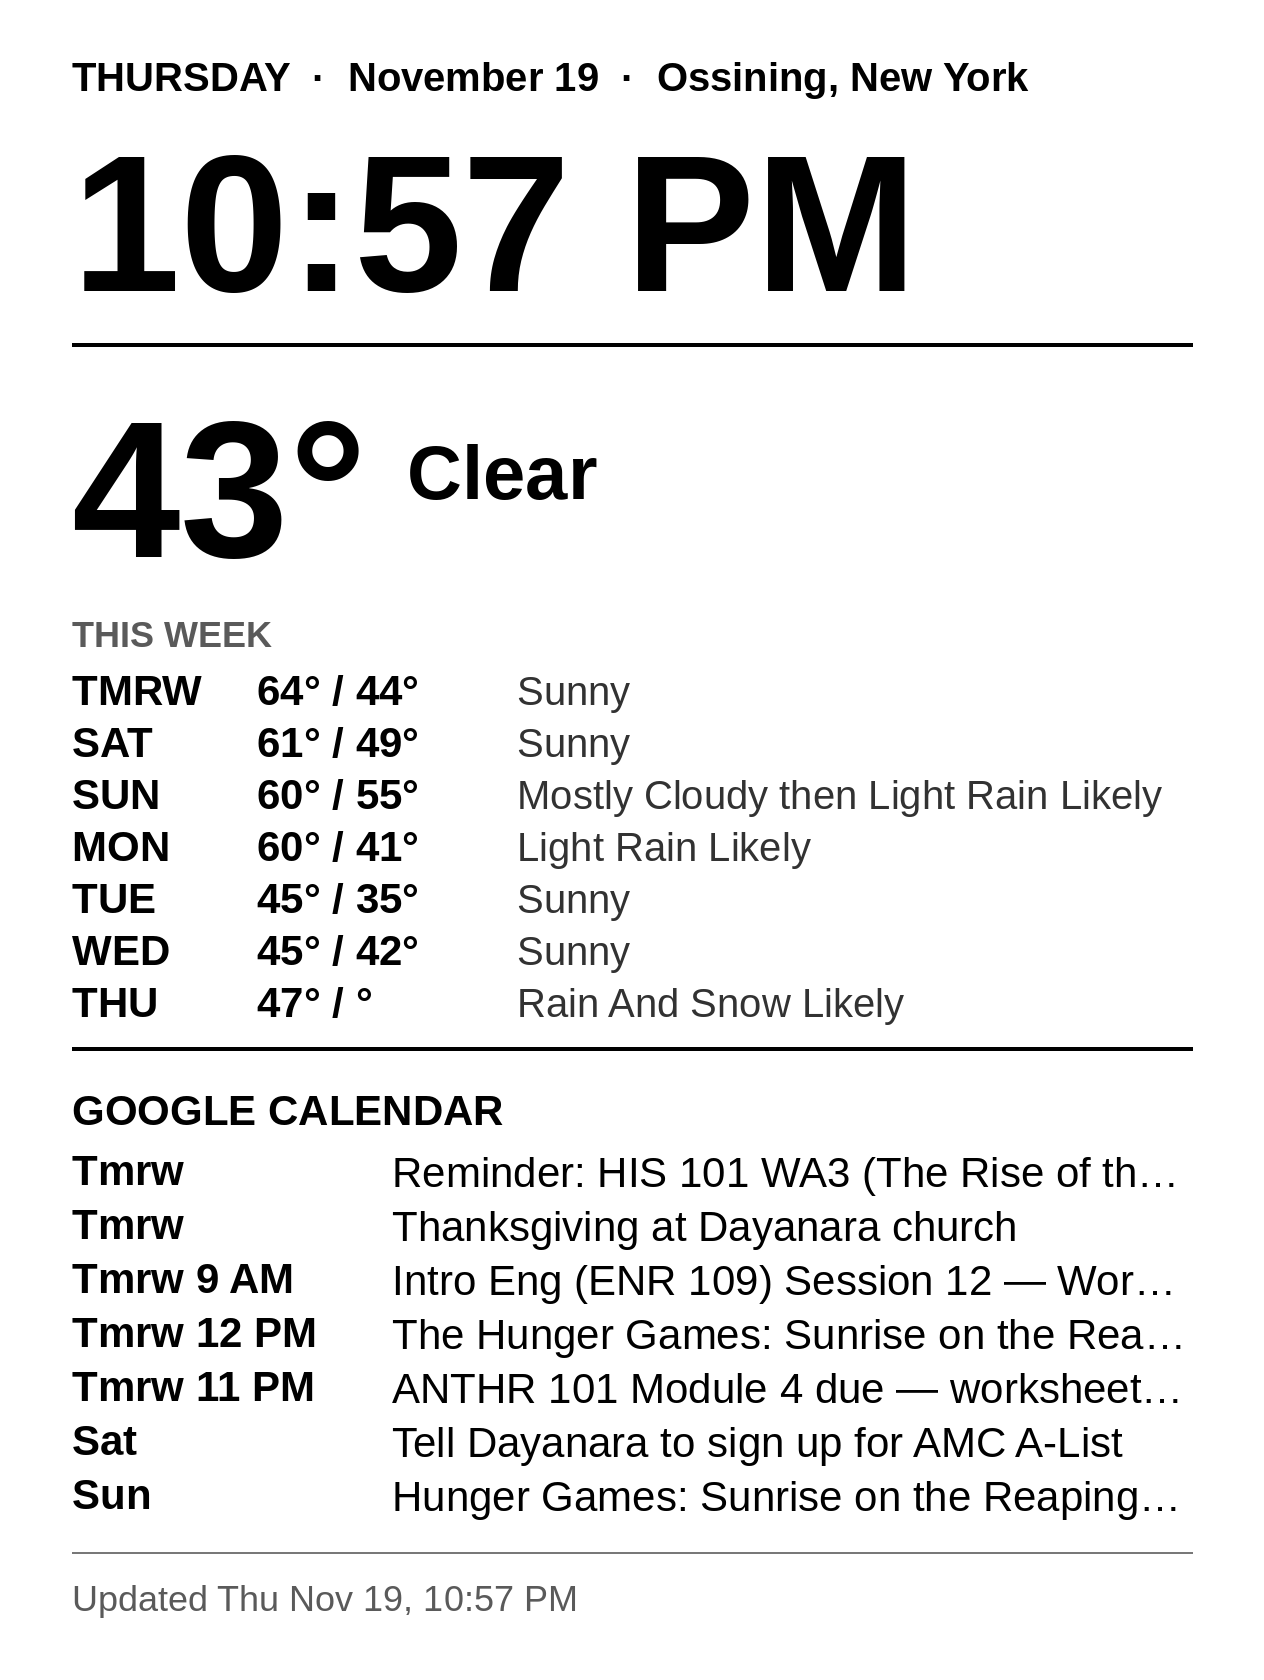 THURSDAY · November 19 · Ossining, New York
10:57 PM
43° Clear
THIS WEEK
TMRW 64° / 44° Sunny
SAT 61° / 49° Sunny
SUN 60° / 55° Mostly Cloudy then Light Rain Likely
MON 60° / 41° Light Rain Likely
TUE 45° / 35° Sunny
WED 45° / 42° Sunny
THU 47° / ° Rain And Snow Likely
GOOGLE CALENDAR
Tmrw Reminder: HIS 101 WA3 (The Rise of th…
Tmrw Thanksgiving at Dayanara church
Tmrw 9 AM Intro Eng (ENR 109) Session 12 — Wor…
Tmrw 12 PM The Hunger Games: Sunrise on the Rea…
Tmrw 11 PM ANTHR 101 Module 4 due — worksheet…
Sat Tell Dayanara to sign up for AMC A-List
Sun Hunger Games: Sunrise on the Reaping…
Updated Thu Nov 19, 10:57 PM